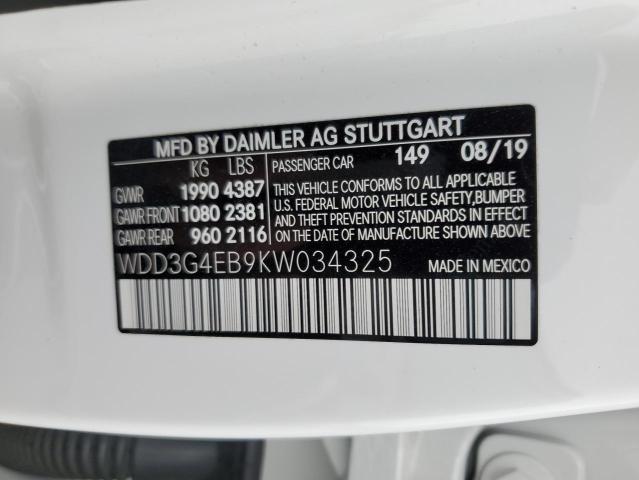 MFD BY DAIMLER AG STUTTGART
KG LBS PASSENGER CAR 149 08/19
GVWR 1990 4387 THIS VEHICLE CONFORMS TO ALL APPLICABLE
GAWR FRONT 1080 2381 U.S. FEDERAL MOTOR VEHICLE SAFETY, BUMPER
GAWR REAR 960 2116 AND THEFT PREVENTION STANDARDS IN EFFECT
ON THE DATE OF MANUFACTURE SHOWN ABOVE
WDD3G4EB9KW034325 MADE IN MEXICO